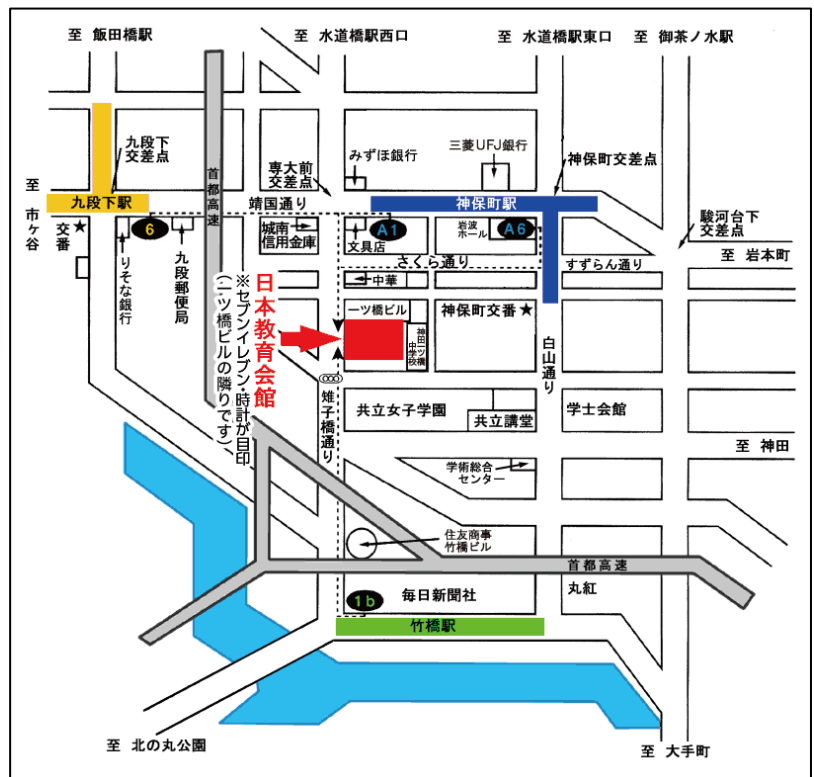 至 飯田橋駅
至 水道橋駅西口
至 水道橋駅東口
至 御茶ノ水駅
九段下
交差点
首都高速
専大前
交差点
みずほ銀行
三菱UFJ銀行
神保町交差点
至 市ヶ谷
九段下駅
靖国通り
神保町駅
駿河台下
交差点
交番★
6
城南
信用金庫
A1
文具店
岩波
ホール
A6
至 岩本町
りそな銀行
九段郵便局
さくら通り
すずらん通り
中華
日本教育会館
※セブンイレブン・時計が目印
(一ツ橋ビルの隣りです)
一ツ橋ビル
神田一ツ橋
中学校
神保町交番★
白山通り
雉子橋通り
共立女子学園
共立講堂
学士会館
至 神田
学術総合
センター
住友商事
竹橋ビル
首都高速
1b
毎日新聞社
丸紅
竹橋駅
至 北の丸公園
至 大手町